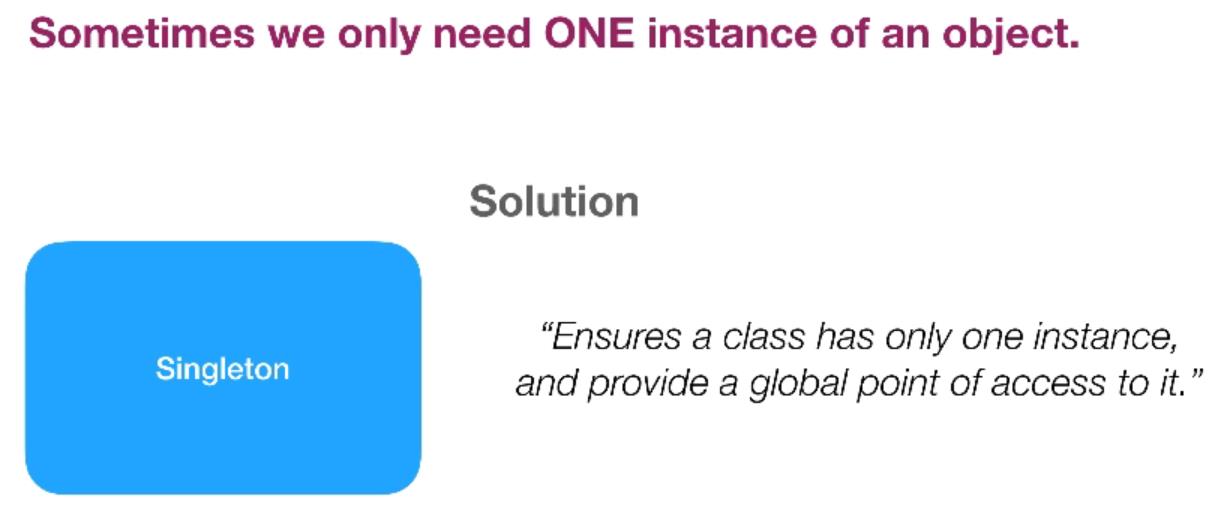 Sometimes we only need ONE instance of an object.
Solution
Singleton
“Ensures a class has only one instance,
and provide a global point of access to it.”